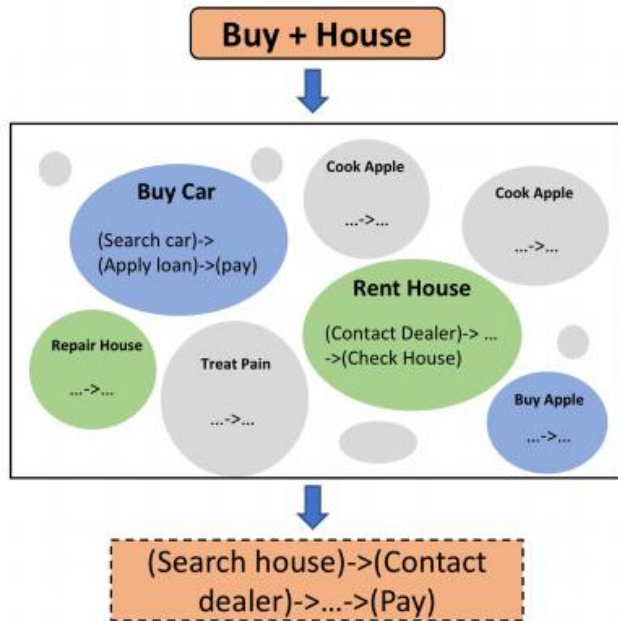 Buy + House
Buy Car
(Search car)->
(Apply loan)->(pay)
Cook Apple
...->...
Cook Apple
...->...
Rent House
(Contact Dealer)-> ...
->(Check House)
Repair House
...->...
Treat Pain
...->...
Buy Apple
...->...
(Search house)->(Contact
dealer)->...->(Pay)